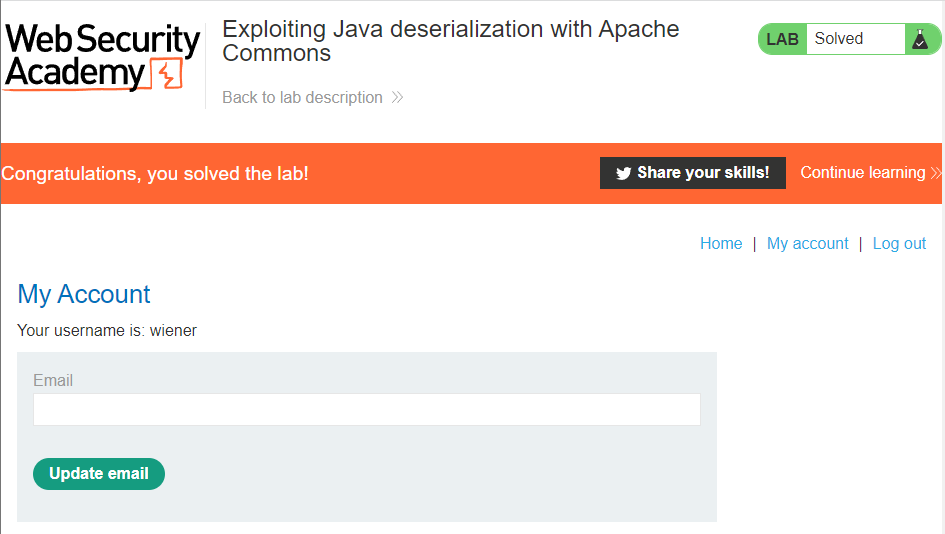 Web Security
Academy
Exploiting Java deserialization with Apache
Commons
Back to lab description
LAB Solved
Congratulations, you solved the lab!
Share your skills!
Continue learning
Home | My account | Log out
My Account
Your username is: wiener
Email
Update email